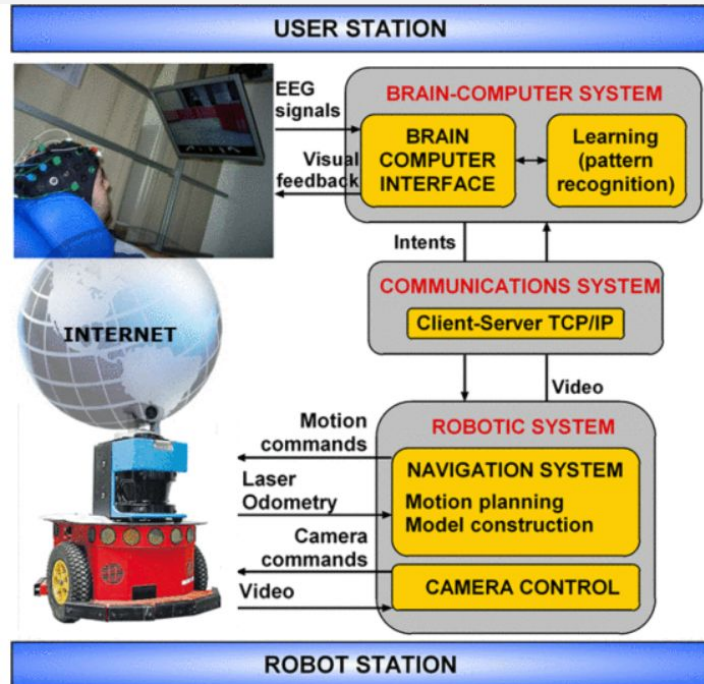 USER STATION
EEG
signals
Visual
feedback
BRAIN-COMPUTER SYSTEM
BRAIN
COMPUTER
INTERFACE
Learning
(pattern
recognition)
Intents
COMMUNICATIONS SYSTEM
Client-Server TCP/IP
INTERNET
Video
ROBOTIC SYSTEM
Motion
commands
Laser
Odometry
NAVIGATION SYSTEM
Motion planning
Model construction
Camera
commands
Video
CAMERA CONTROL
ROBOT STATION